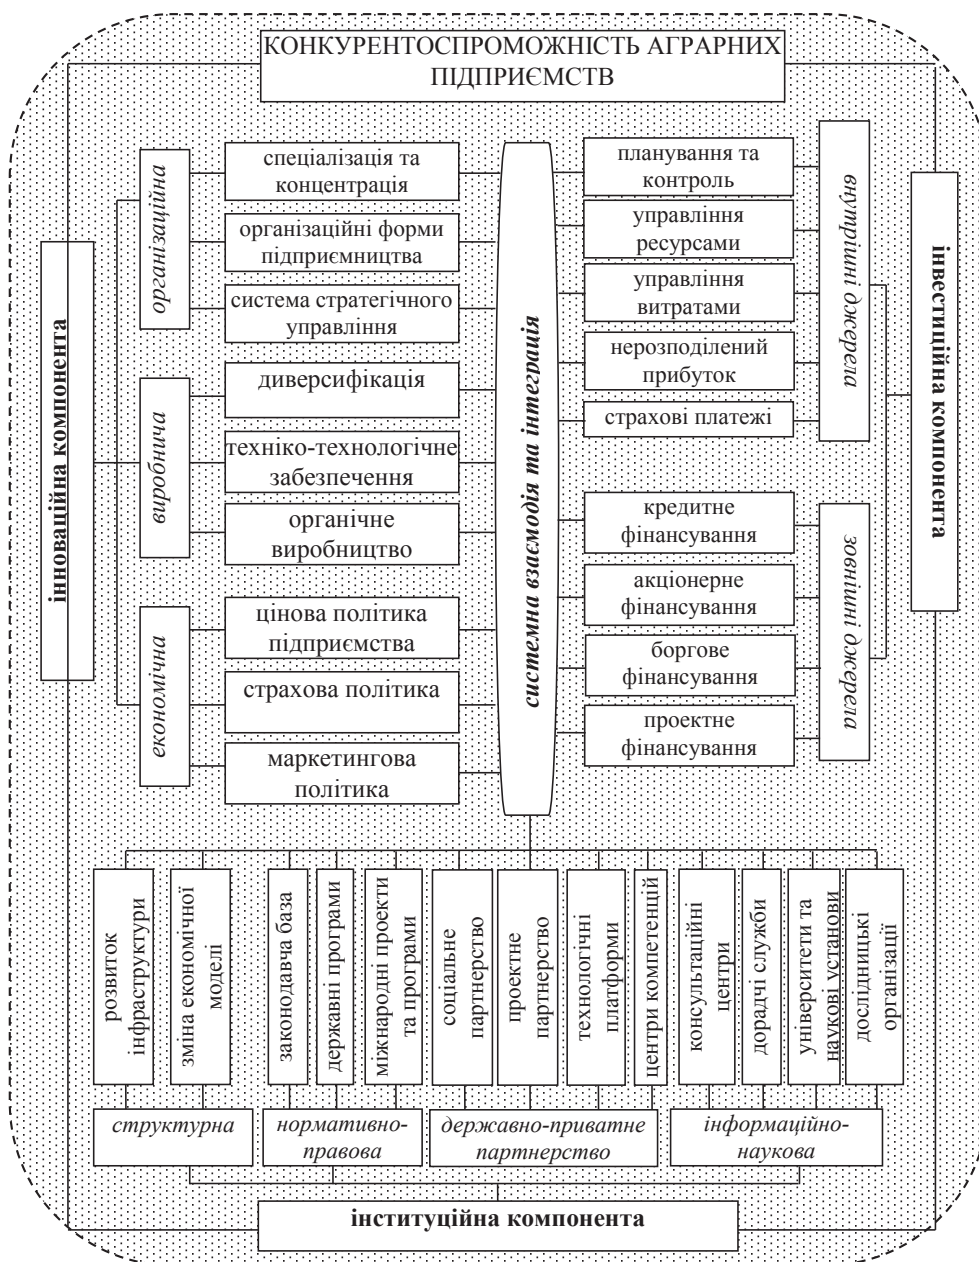 КОНКУРЕНТОСПРОМОЖНІСТЬ АГРАРНИХ
ПІДПРИЄМСТВ
інноваційна компонента
організаційна
спеціалізація та
концентрація
організаційні форми
підприємництва
система стратегічного
управління
виробнича
диверсифікація
техніко-технологічне
забезпечення
органічне
виробництво
економічна
цінова політика
підприємства
страхова політика
маркетингова
політика
системна взаємодія та інтеграція
планування та
контроль
управління
ресурсами
управління
витратами
нерозподілений
прибуток
страхові платежі
внутрішні джерела
кредитне
фінансування
акціонерне
фінансування
боргове
фінансування
проектне
фінансування
зовнішні джерела
інвестиційна компонента
розвиток
інфраструктури
зміна економічної
моделі
законодавча база
державні програми
міжнародні проекти
та програми
соціальне
партнерство
проектне
партнерство
технологічні
платформи
центри компетенцій
консультаційні
центри
дорадчі служби
університети та
наукові установи
дослідницькі
організації
структурна
нормативно-
правова
державно-приватне
партнерство
інформаційно-
наукова
інституційна компонента